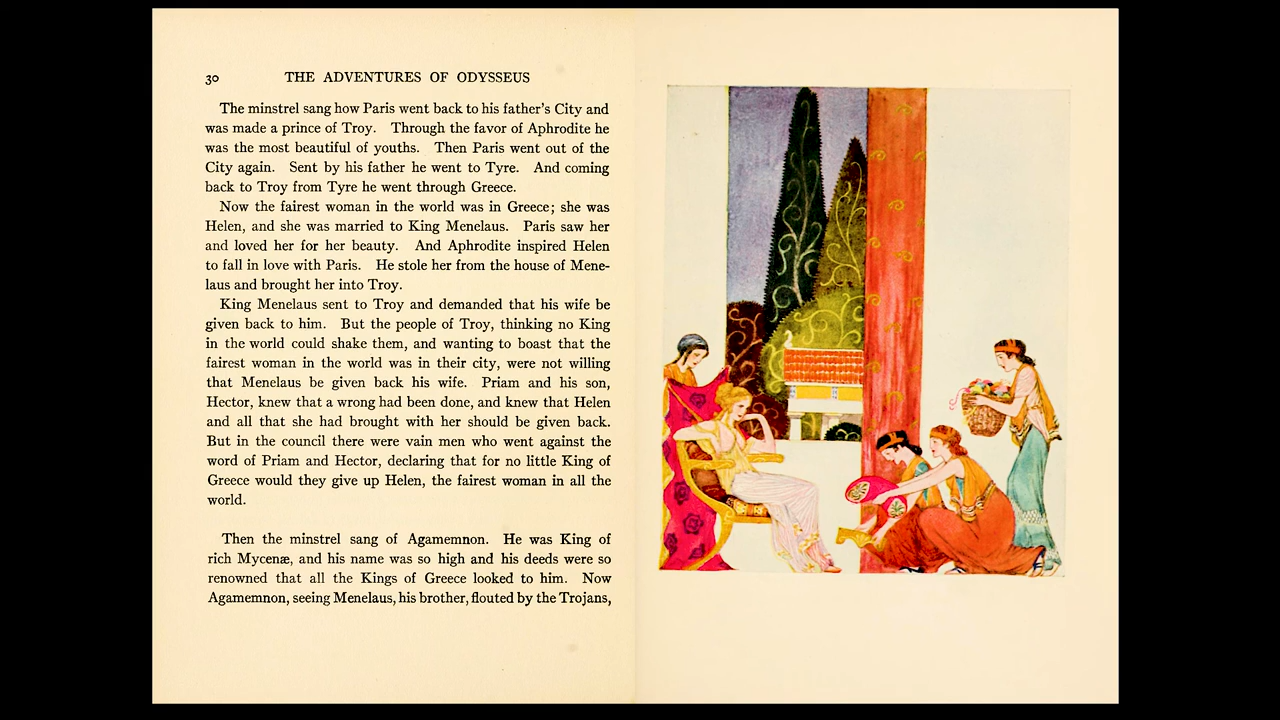 30 THE ADVENTURES OF ODYSSEUS
The minstrel sang how Paris went back to his father's City and
was made a prince of Troy. Through the favor of Aphrodite he
was the most beautiful of youths. Then Paris went out of the
City again. Sent by his father he went to Tyre. And coming
back to Troy from Tyre he went through Greece.
Now the fairest woman in the world was in Greece; she was
Helen, and she was married to King Menelaus. Paris saw her
and loved her for her beauty. And Aphrodite inspired Helen
to fall in love with Paris. He stole her from the house of Mene-
laus and brought her into Troy.
King Menelaus sent to Troy and demanded that his wife be
given back to him. But the people of Troy, thinking no King
in the world could shake them, and wanting to boast that the
fairest woman in the world was in their city, were not willing
that Menelaus be given back his wife. Priam and his son,
Hector, knew that a wrong had been done, and knew that Helen
and all that she had brought with her should be given back.
But in the council there were vain men who went against the
word of Priam and Hector, declaring that for no little King of
Greece would they give up Helen, the fairest woman in all the
world.
Then the minstrel sang of Agamemnon. He was King of
rich Mycenæ, and his name was so high and his deeds were so
renowned that all the Kings of Greece looked to him. Now
Agamemnon, seeing Menelaus, his brother, flouted by the Trojans,